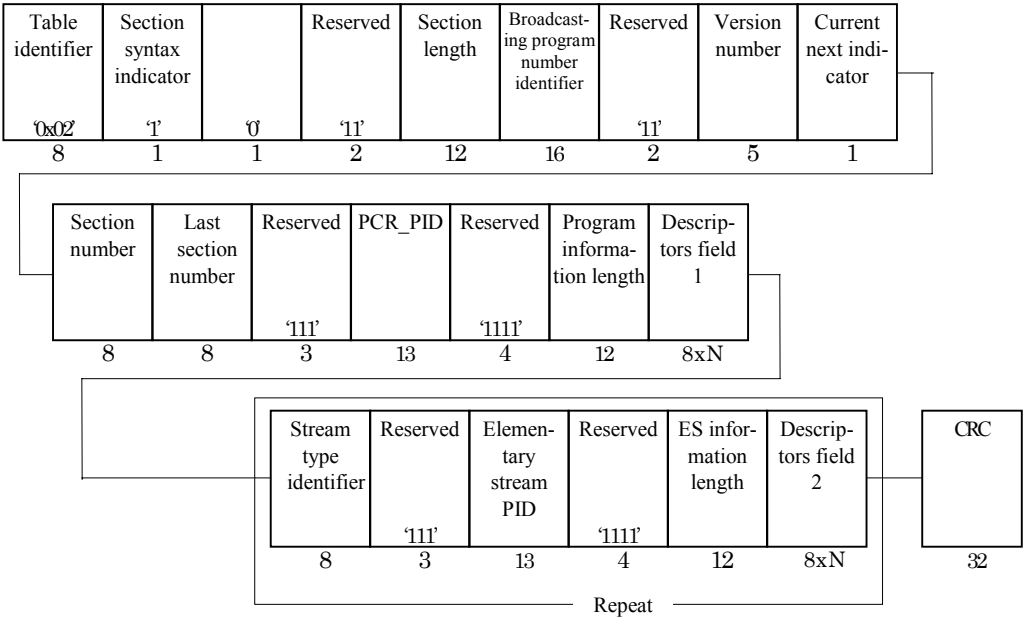 Table
identifier
‘0x02’
Section
syntax
indicator
‘1’
‘0’
Reserved
‘11’
Section
length
Broadcast-
ing program
number
identifier
Reserved
‘11’
Version
number
Current
next indi-
cator
8 1 1 2 12 16 2 5 1
Section
number
Last
section
number
Reserved
‘111’
PCR_PID
Reserved
‘1111’
Program
informa-
tion length
Descrip-
tors field
1
8 8 3 13 4 12 8xN
Stream
type
identifier
Reserved
‘111’
Elemen-
tary
stream
PID
Reserved
‘1111’
ES infor-
mation
length
Descrip-
tors field
2
CRC
8 3 13 4 12 8xN 32
Repeat